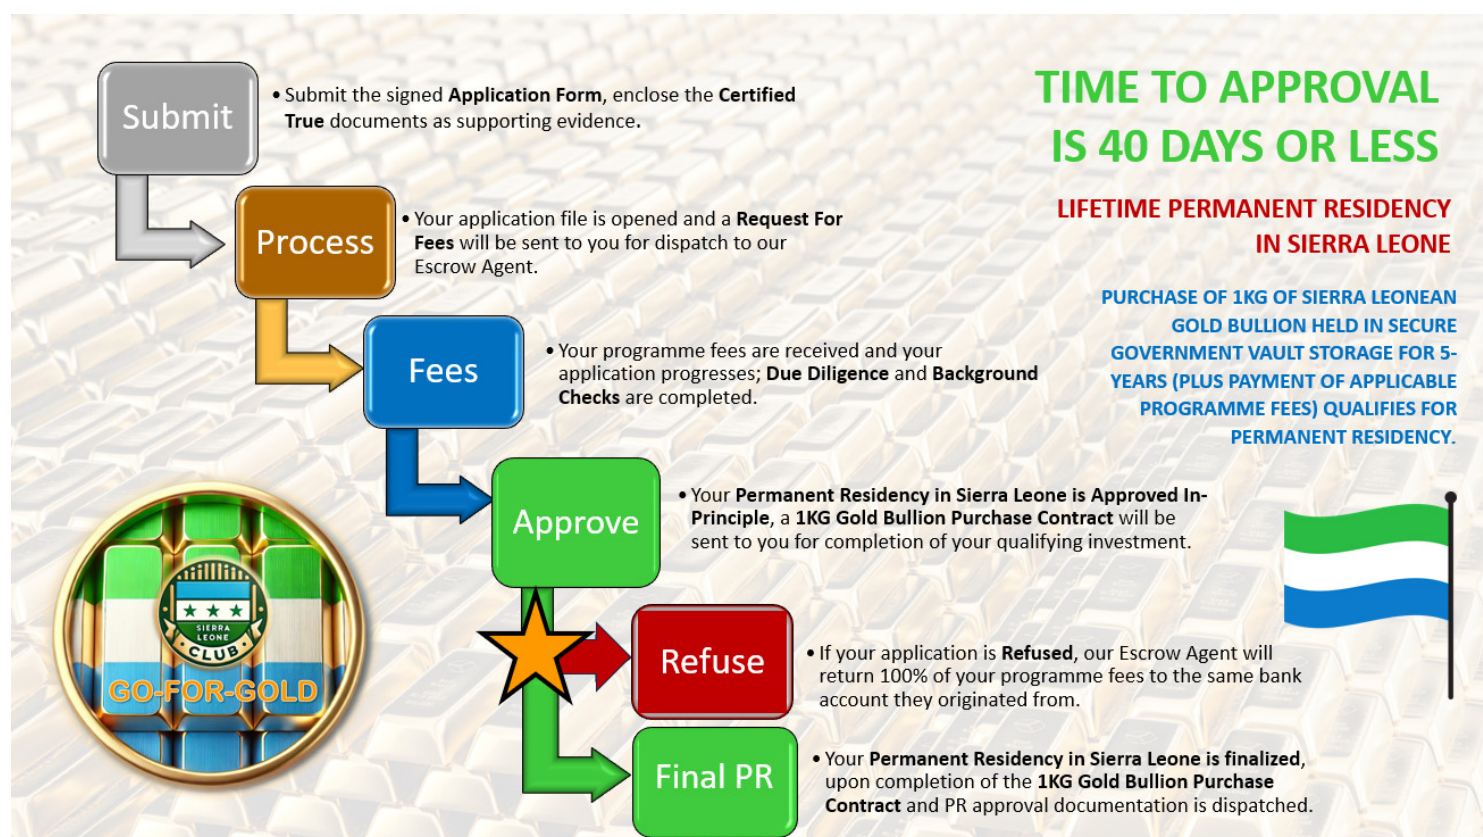 Submit
• Submit the signed Application Form, enclose the Certified
True documents as supporting evidence.
Process
• Your application file is opened and a Request For
Fees will be sent to you for dispatch to our
Escrow Agent.
Fees
• Your programme fees are received and your
application progresses; Due Diligence and Background
Checks are completed.
Approve
• Your Permanent Residency in Sierra Leone is Approved In-
Principle, a 1KG Gold Bullion Purchase Contract will be
sent to you for completion of your qualifying investment.
Refuse
• If your application is Refused, our Escrow Agent will
return 100% of your programme fees to the same bank
account they originated from.
Final PR
• Your Permanent Residency in Sierra Leone is finalized,
upon completion of the 1KG Gold Bullion Purchase
Contract and PR approval documentation is dispatched.
TIME TO APPROVAL
IS 40 DAYS OR LESS
LIFETIME PERMANENT RESIDENCY
IN SIERRA LEONE
PURCHASE OF 1KG OF SIERRA LEONEAN
GOLD BULLION HELD IN SECURE
GOVERNMENT VAULT STORAGE FOR 5-
YEARS (PLUS PAYMENT OF APPLICABLE
PROGRAMME FEES) QUALIFIES FOR
PERMANENT RESIDENCY.
SIERRA
LEONE
CLUB
GO-FOR-GOLD